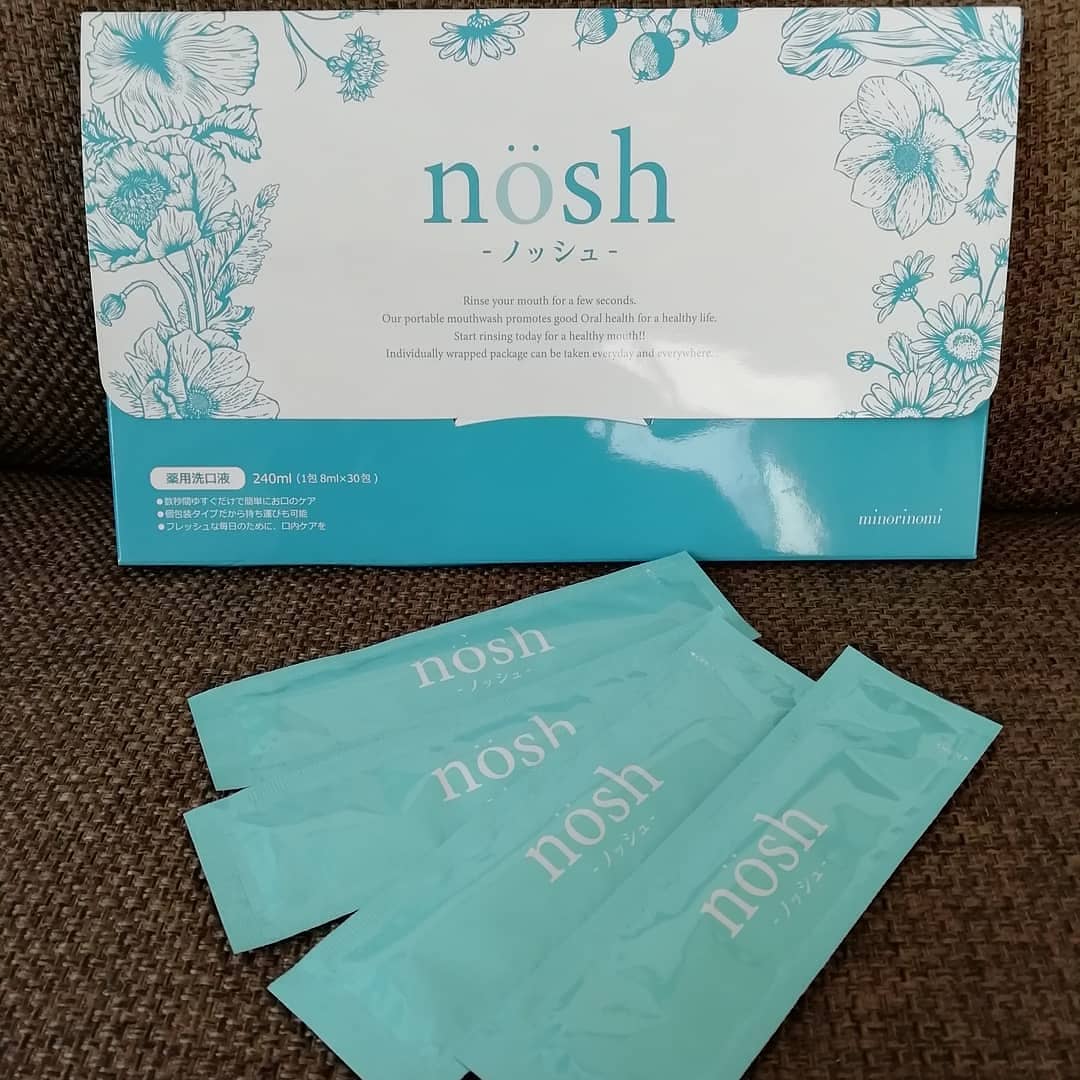 nösh
- ノッシュ -
Rinse your mouth for a few seconds.
Our portable mouthwash promotes good Oral health for a healthy life.
Start rinsing today for a healthy mouth!!
Individually wrapped package can be taken everyday and everywhere..
薬用洗口液 240ml (1包 8ml×30包)
●数秒間ゆすぐだけで簡単にお口のケア
●個包装タイプだから持ち運びも可能
●フレッシュな毎日のために、口内ケアを
minorinomi
nösh
- ノッシュ -
nösh
nösh
- ノッシュ -
nösh
- ノッシュ -